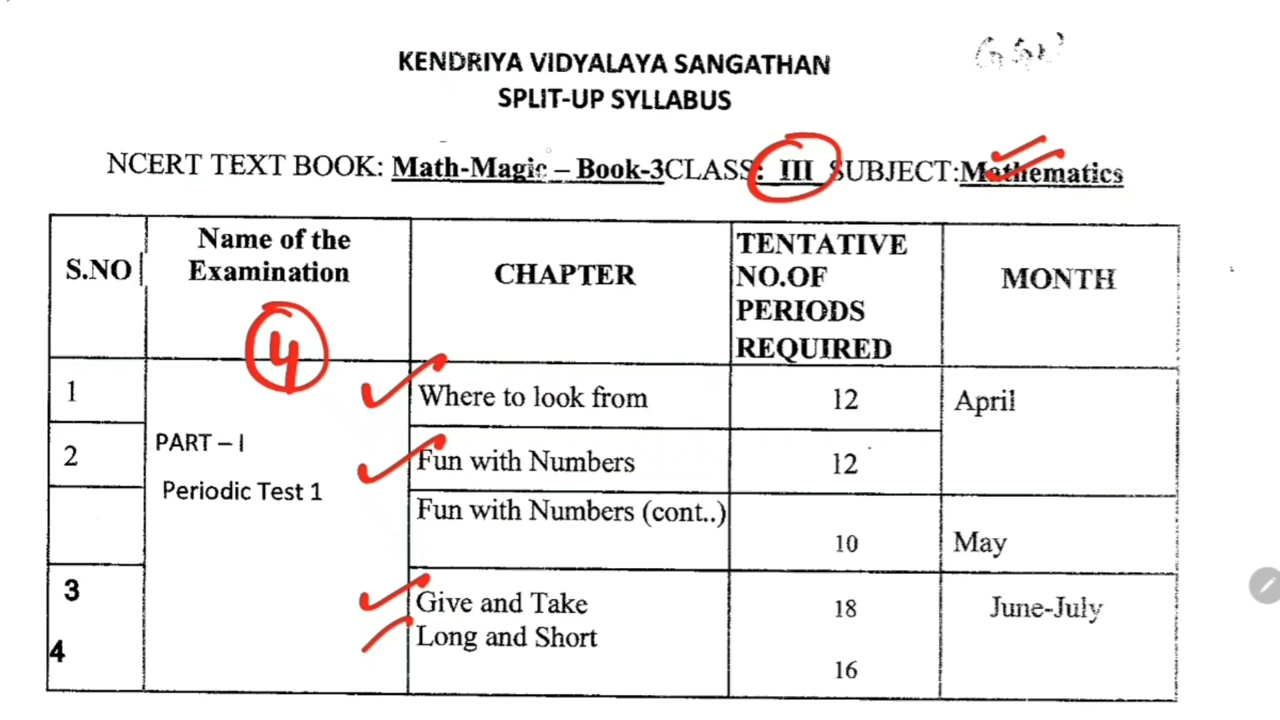 KENDRIYA VIDYALAYA SANGATHAN
SPLIT-UP SYLLABUS
NCERT TEXT BOOK: Math-Magic – Book-3CLASS: III SUBJECT:Mathematics
S.NO
Name of the
Examination
CHAPTER
TENTATIVE
NO.OF
PERIODS
REQUIRED
MONTH
4
1
PART – I
Periodic Test 1
Where to look from
12
April
2
Fun with Numbers
12
Fun with Numbers (cont..)
10
May
3
Give and Take
18
June-July
4
Long and Short
16